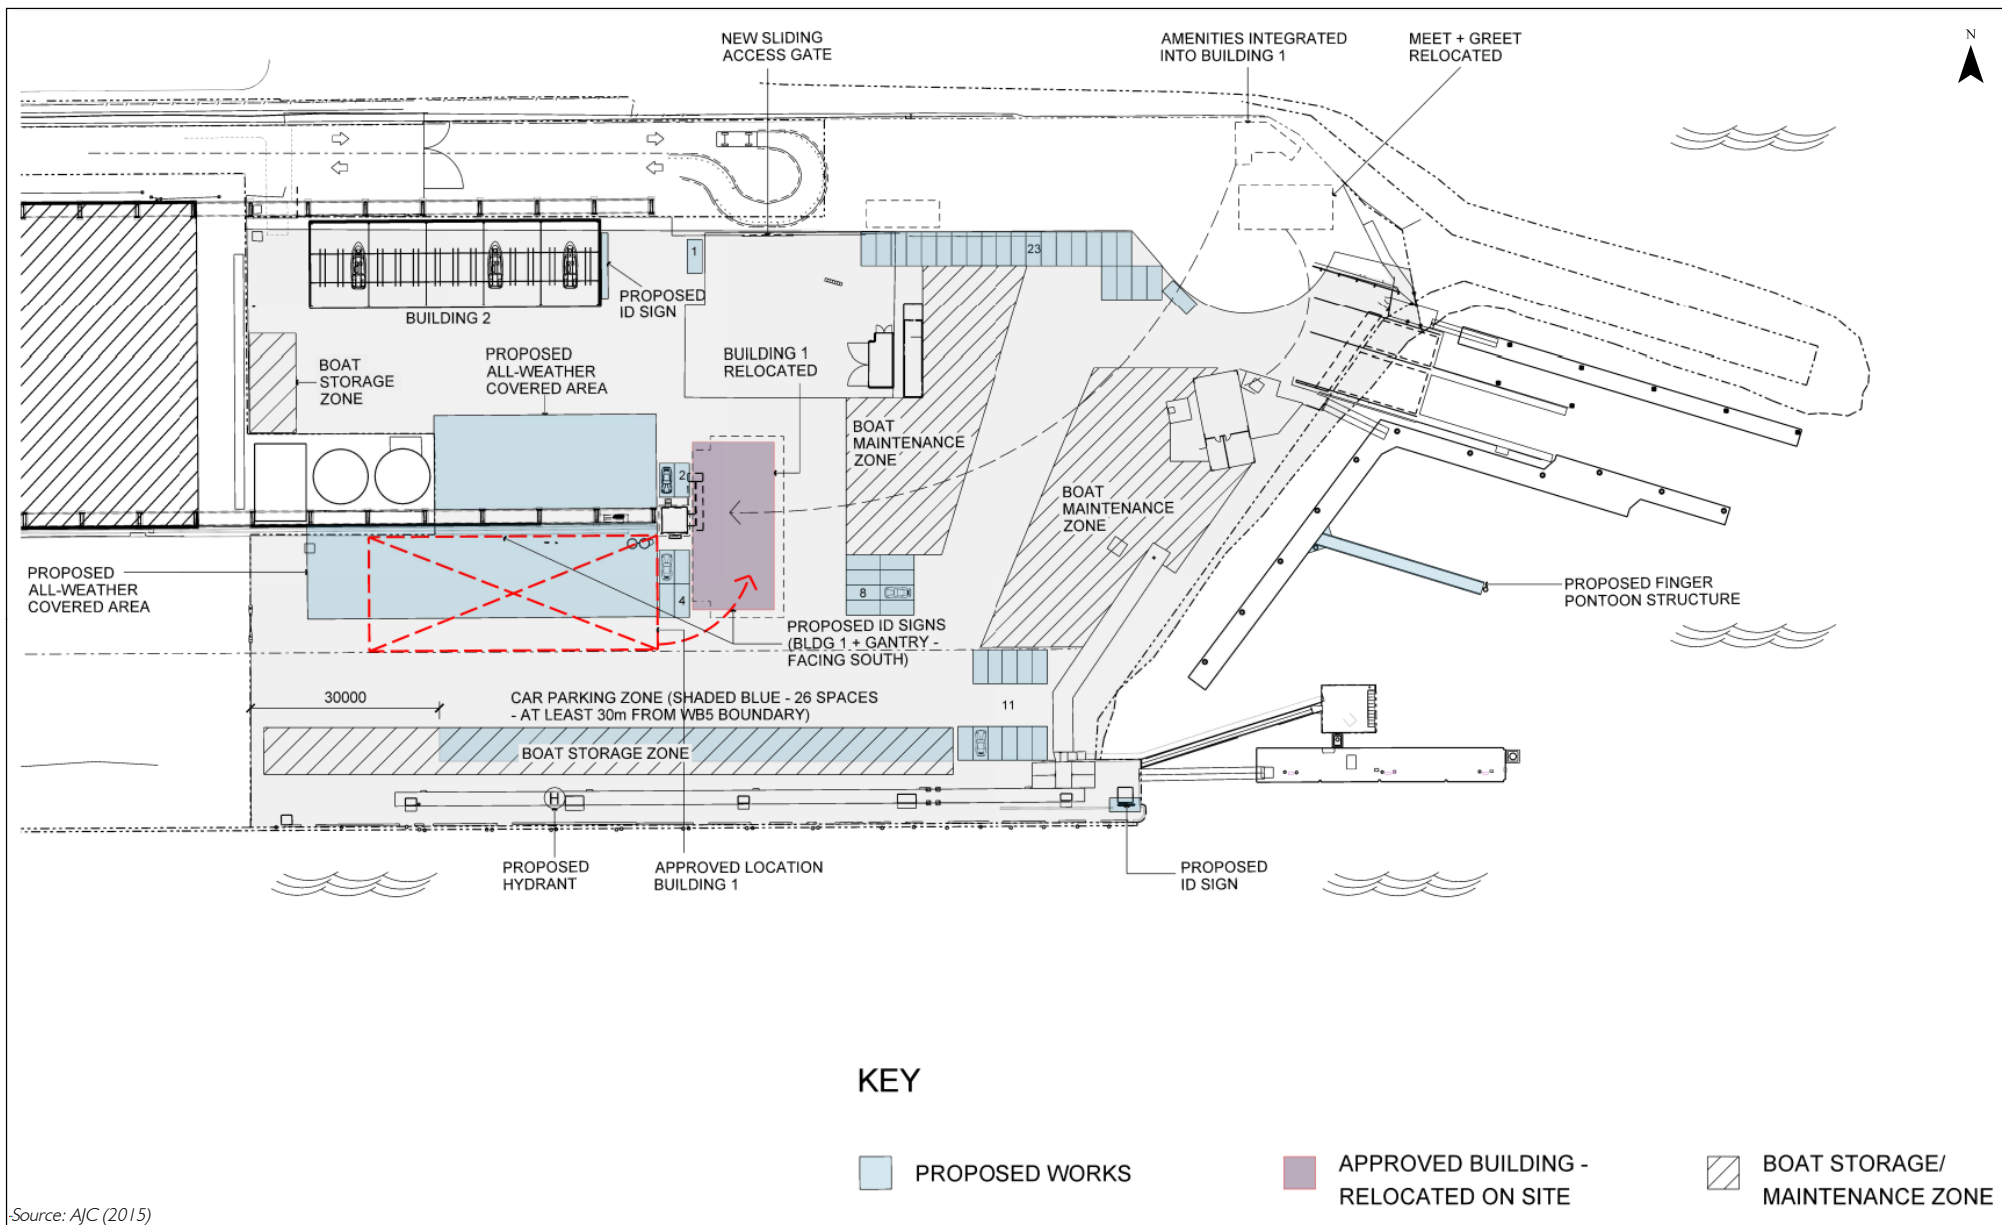 NEW SLIDING
ACCESS GATE
AMENITIES INTEGRATED
INTO BUILDING 1
MEET + GREET
RELOCATED
N
1
23
PROPOSED
ID SIGN
BUILDING 2
BOAT
STORAGE
ZONE
PROPOSED
ALL-WEATHER
COVERED AREA
BUILDING 1
RELOCATED
BOAT
MAINTENANCE
ZONE
2
BOAT
MAINTENANCE
ZONE
PROPOSED
ALL-WEATHER
COVERED AREA
4
8
PROPOSED FINGER
PONTOON STRUCTURE
PROPOSED ID SIGNS
(BLDG 1 + GANTRY -
FACING SOUTH)
30000
CAR PARKING ZONE (SHADED BLUE - 26 SPACES
- AT LEAST 30m FROM WB5 BOUNDARY)
11
BOAT STORAGE ZONE
H
PROPOSED
HYDRANT
APPROVED LOCATION
BUILDING 1
PROPOSED
ID SIGN
KEY
PROPOSED WORKS
APPROVED BUILDING -
RELOCATED ON SITE
BOAT STORAGE/
MAINTENANCE ZONE
-Source: AJC (2015)